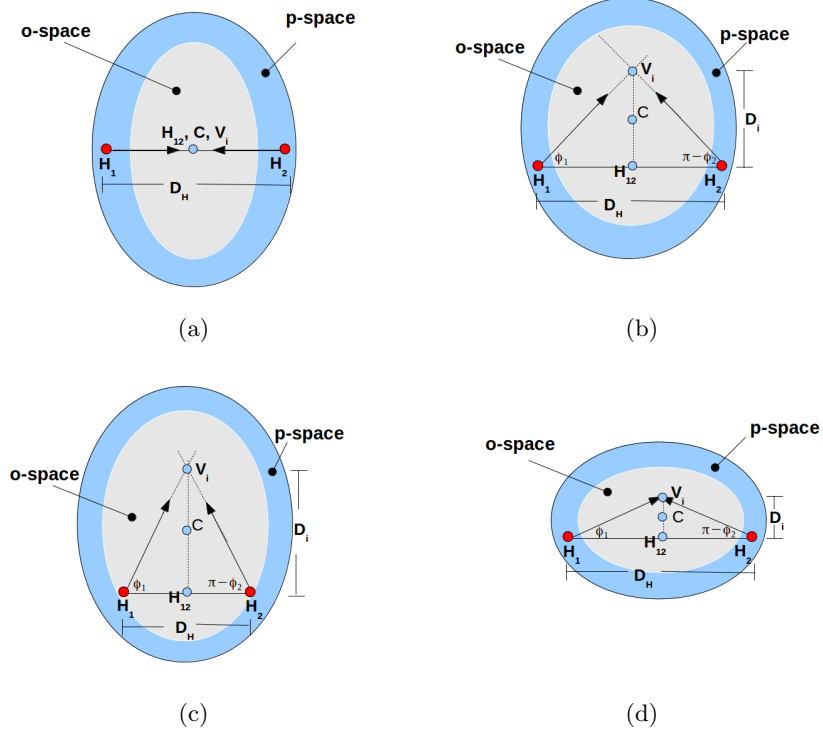 o-space
p-space
H12, C, Vi
H1
H2
DH
(a)
o-space
p-space
Vi
C
Di
ϕ1
π−ϕ2
H1
H12
H2
DH
(b)
o-space
p-space
Vi
C
Di
ϕ1
π−ϕ2
H1
H12
H2
DH
(c)
o-space
p-space
Vi
C
Di
ϕ1
π−ϕ2
H1
H12
H2
DH
(d)